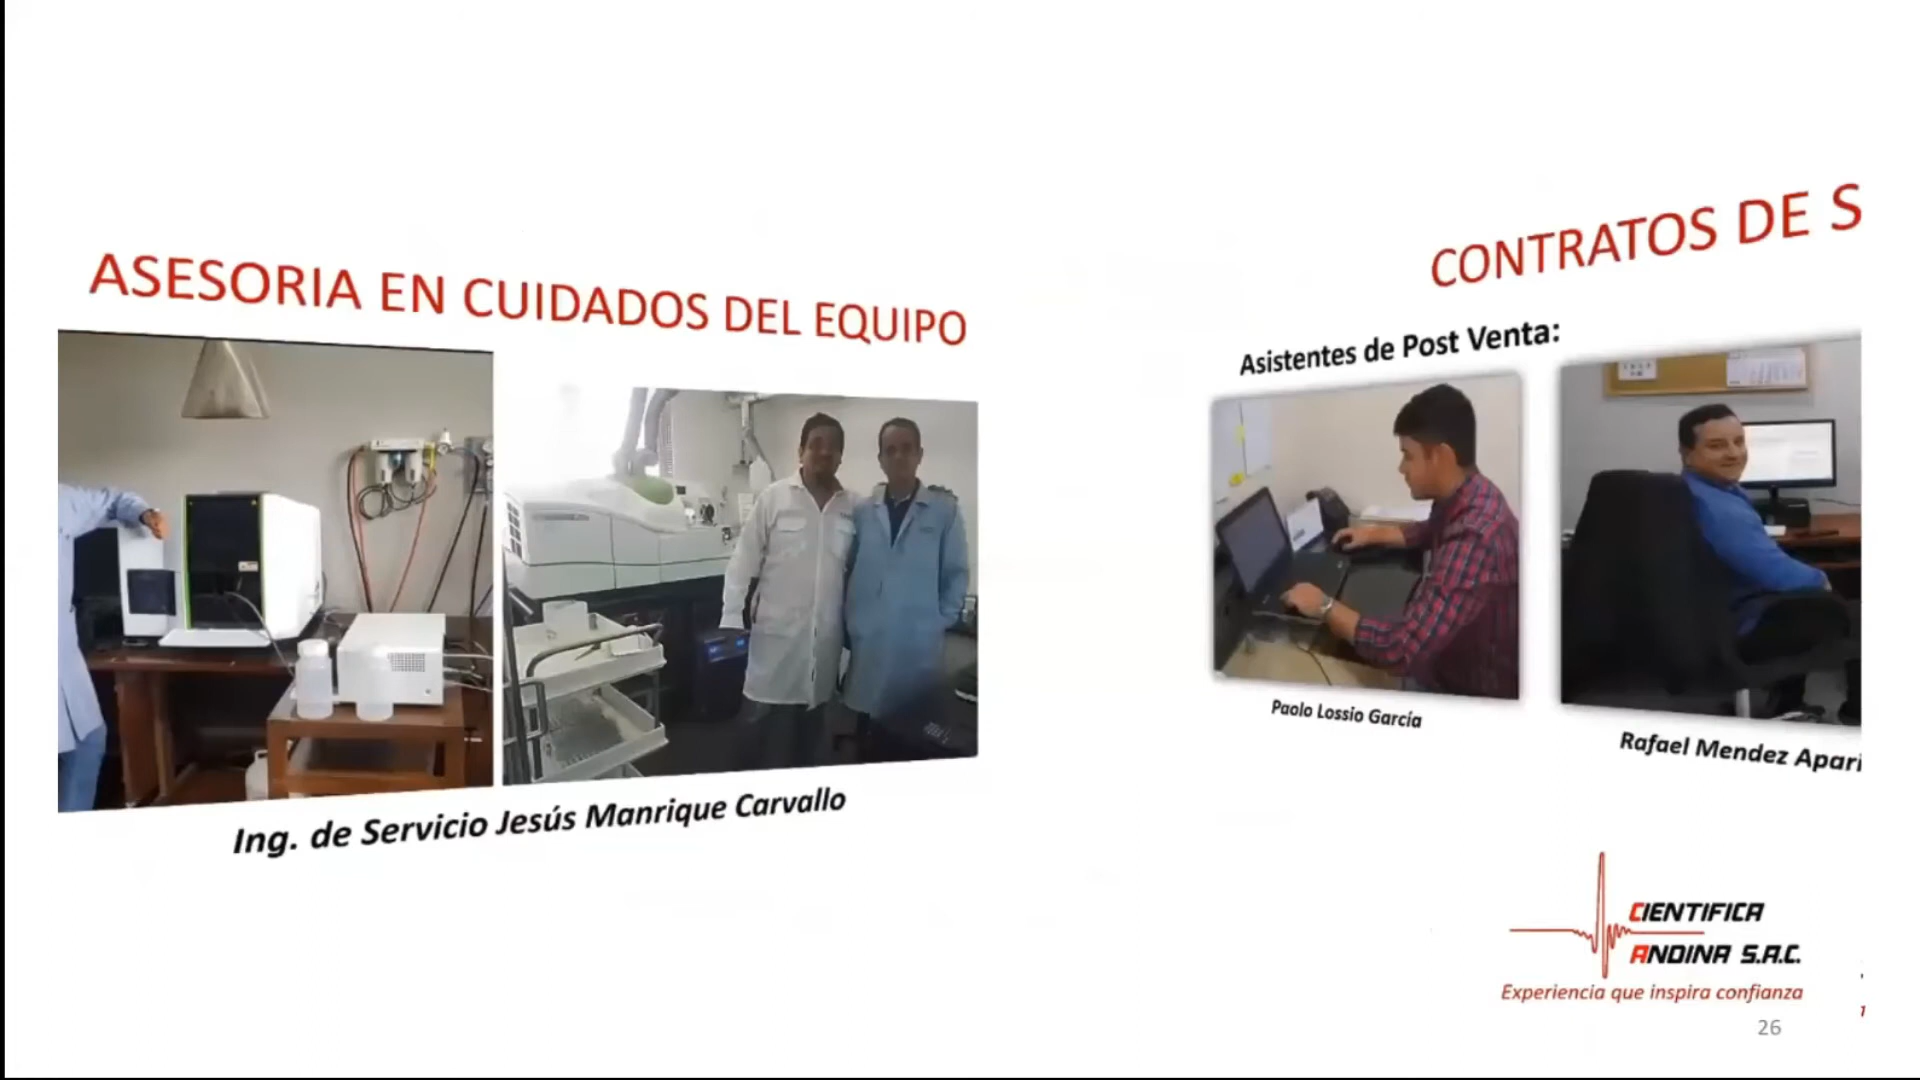 ASESORIA EN CUIDADOS DEL EQUIPO
Ing. de Servicio Jesús Manrique Carvallo
CONTRATOS DE S
Asistentes de Post Venta:
Paolo Lossio García
Rafael Mendez Apari
CIENTIFICA
ANDINA S.A.C.
Experiencia que inspira confianza
26